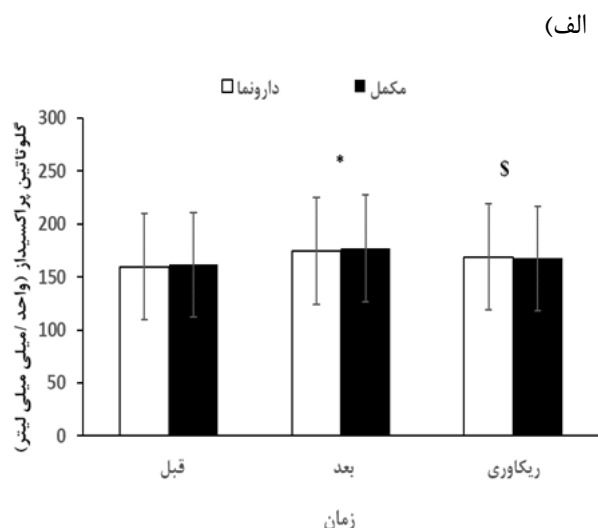 الف)
دارونما مکمل
گلوتاتین پراکسیداز (واحد /میلی میلی لیتر)
300
250
200
150
100
50
0
* $
قبل بعد ریکاوری
زمان